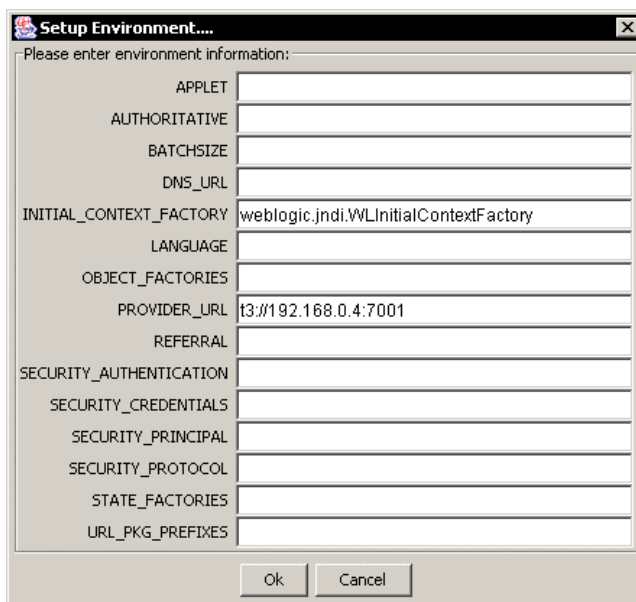 Setup Environment....
Please enter environment information:
APPLET
AUTHORITATIVE
BATCHSIZE
DNS_URL
INITIAL_CONTEXT_FACTORY weblogic.jndi.WLInitialContextFactory
LANGUAGE
OBJECT_FACTORIES
PROVIDER_URL t3://192.168.0.4:7001
REFERRAL
SECURITY_AUTHENTICATION
SECURITY_CREDENTIALS
SECURITY_PRINCIPAL
SECURITY_PROTOCOL
STATE_FACTORIES
URL_PKG_PREFIXES
Ok Cancel